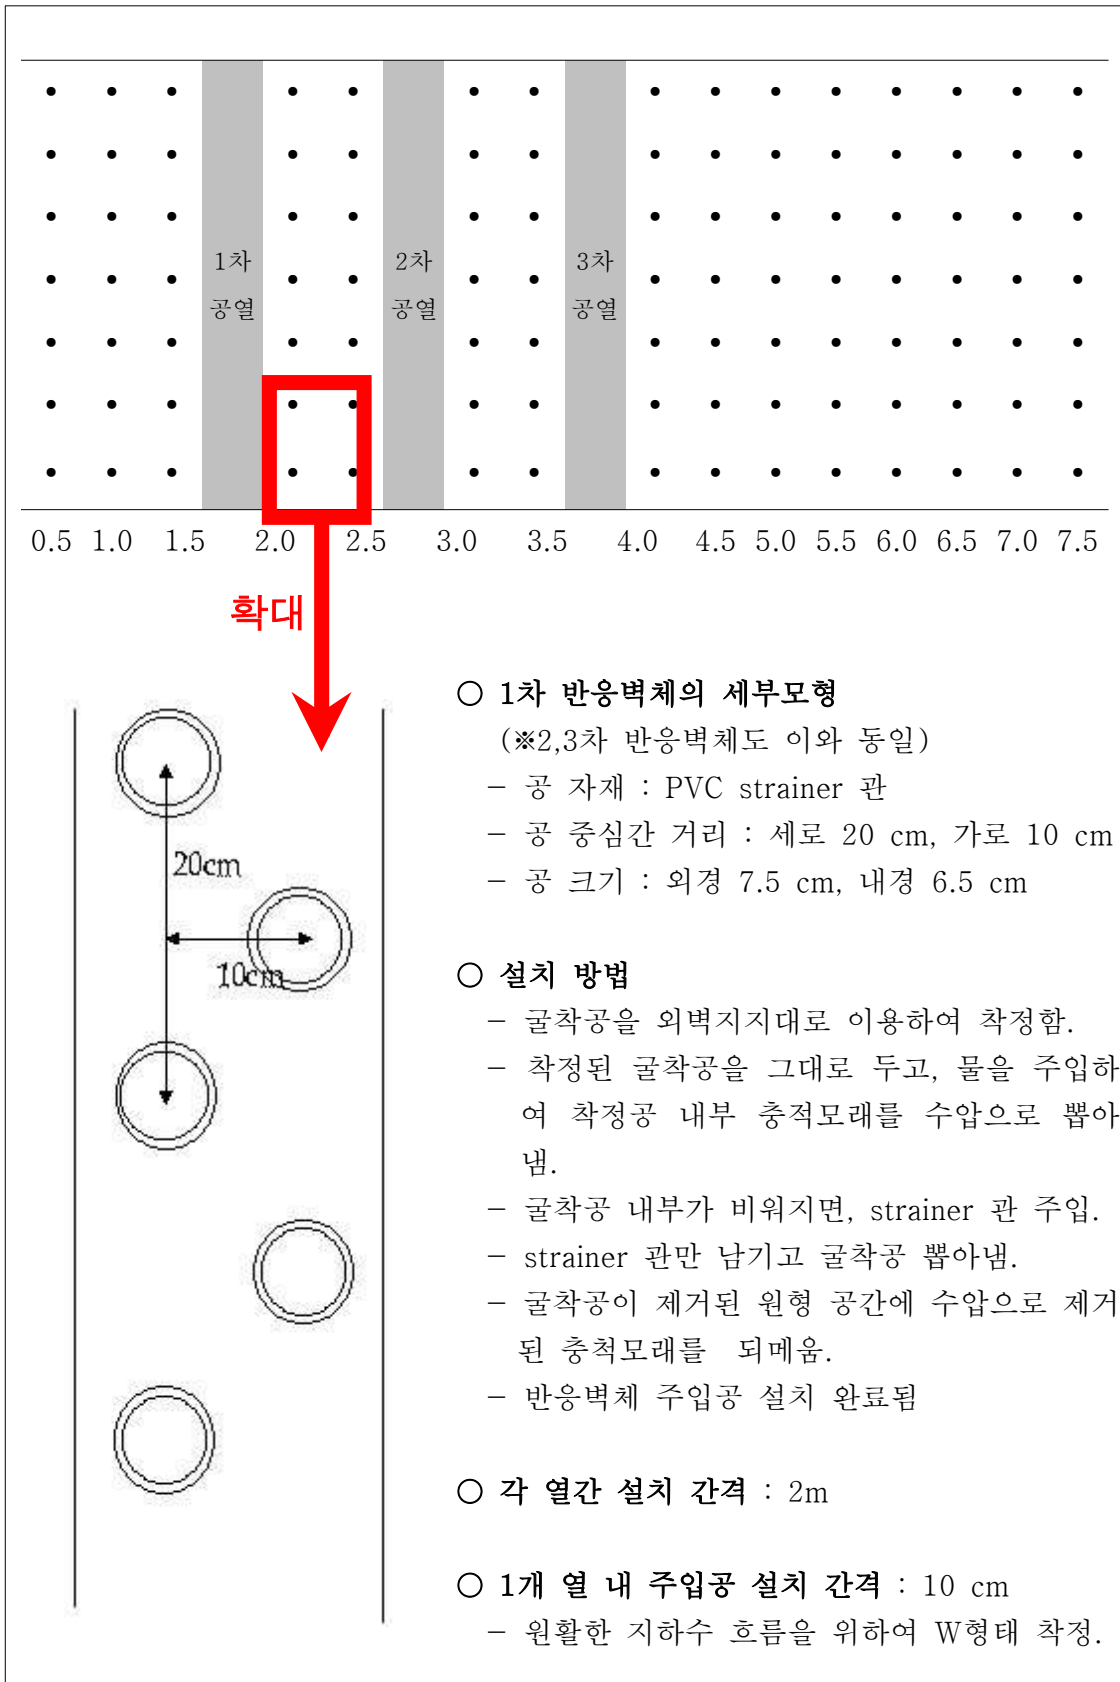 1차
공열
2차
공열
3차
공열
0.5 1.0 1.5 2.0 2.5 3.0 3.5 4.0 4.5 5.0 5.5 6.0 6.5 7.0 7.5
확대
20cm
10cm
○ 1차 반응벽체의 세부모형
(※2,3차 반응벽체도 이와 동일)
- 공 자재 : PVC strainer 관
- 공 중심간 거리 : 세로 20 cm, 가로 10 cm
- 공 크기 : 외경 7.5 cm, 내경 6.5 cm
○ 설치 방법
- 굴착공을 외벽지지대로 이용하여 착정함.
- 착정된 굴착공을 그대로 두고, 물을 주입하
여 착정공 내부 충적모래를 수압으로 뽑아
냄.
- 굴착공 내부가 비워지면, strainer 관 주입.
- strainer 관만 남기고 굴착공 뽑아냄.
- 굴착공이 제거된 원형 공간에 수압으로 제거
된 충척모래를 되메움.
- 반응벽체 주입공 설치 완료됨
○ 각 열간 설치 간격 : 2m
○ 1개 열 내 주입공 설치 간격 : 10 cm
- 원활한 지하수 흐름을 위하여 W형태 착정.